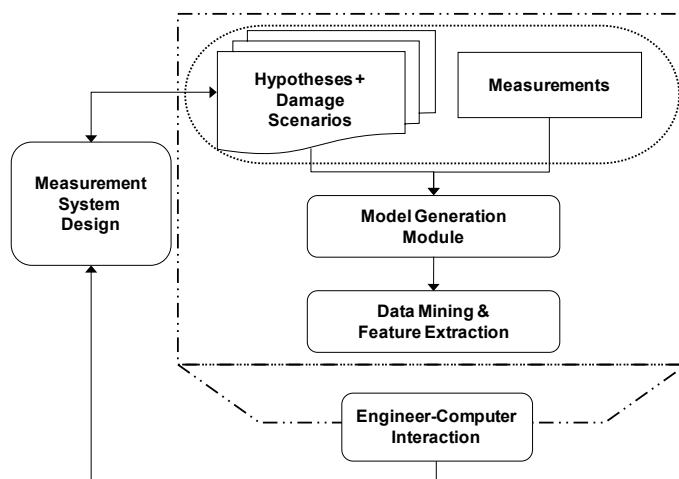 Hypotheses +
Damage
Scenarios
Measurements
Measurement
System
Design
Model Generation
Module
Data Mining &
Feature Extraction
Engineer-Computer
Interaction